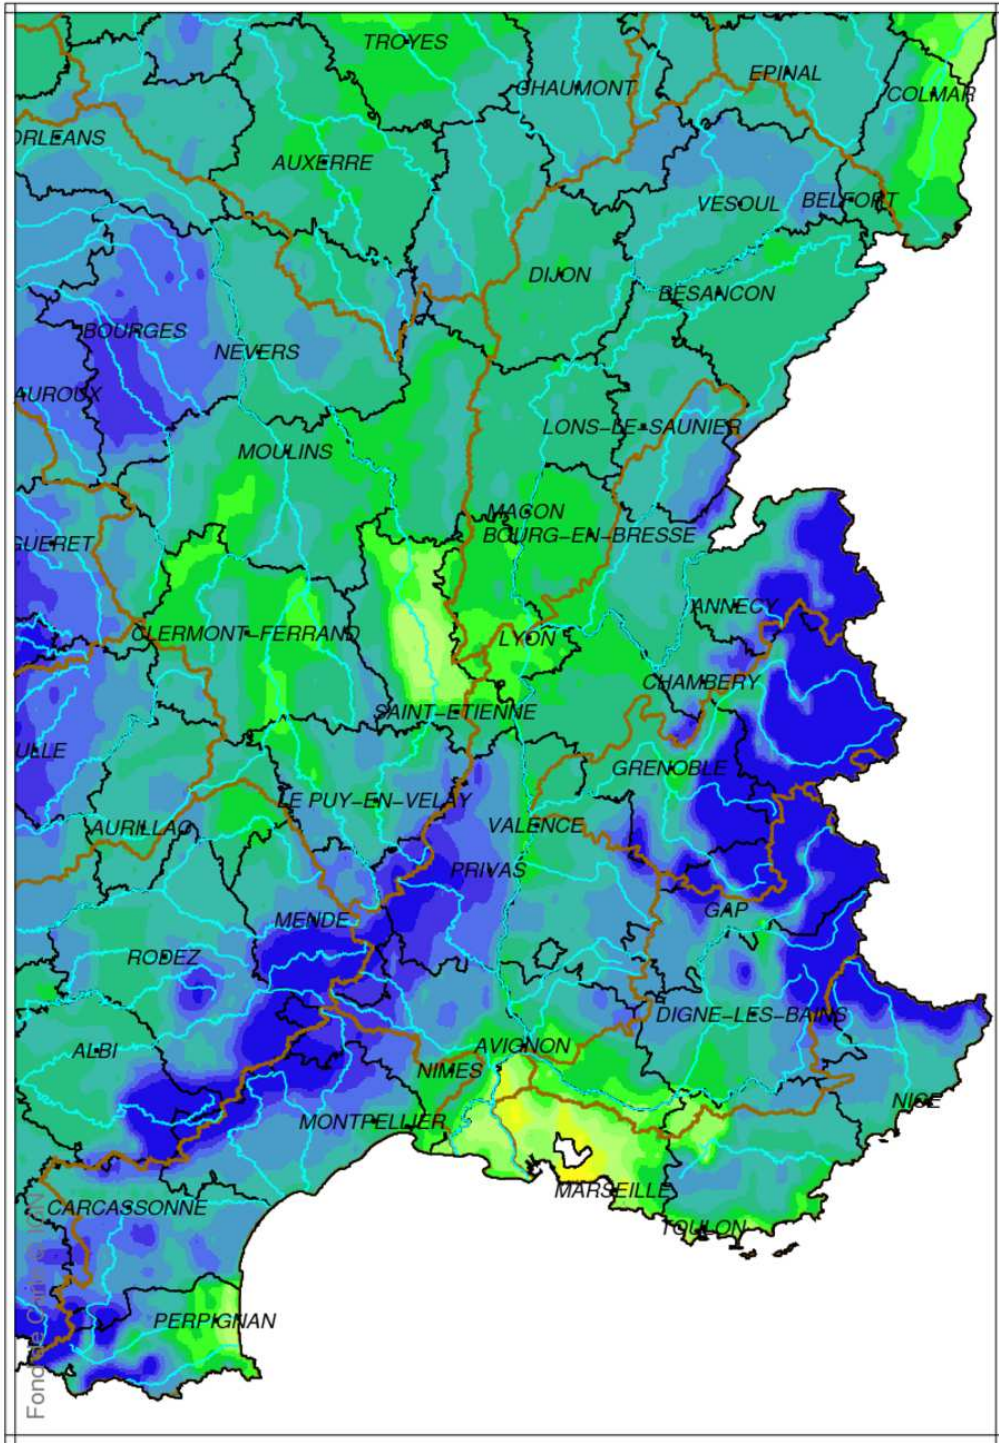 TROYES
CHAUMONT
EPINAL
COLMAR
ORLEANS
AUXERRE
VESOUL
BELFORT
DIJON
BESANCON
BOURGES
NEVERS
AUROUX
LONS-LE-SAUNIER
MOULINS
MACON
BOURG-EN-BRESSE
GUERET
ANNECY
CLERMONT-FERRAND
LYON
CHAMBERY
SAINT-ETIENNE
ULLE
GRENOBLE
LE PUY-EN-VELAY
AURILLAC
VALENCE
PRIVAS
GAP
MENDE
RODEZ
DIGNE-LES-BAINS
AVIGNON
ALBI
NIMES
NICE
MONTPELLIER
MARSEILLE
CARCASSONNE
TOULON
PERPIGNAN